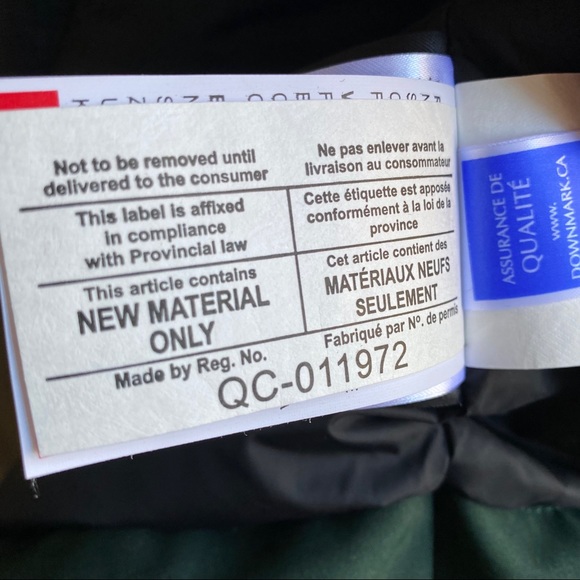 Not to be removed until
delivered to the consumer
Ne pas enlever avant la
livraison au consommateur
This label is affixed
in compliance
with Provincial law
Cette étiquette est apposée
conformément à la loi de la
province
This article contains
NEW MATERIAL
ONLY
Cet article contient des
MATÉRIAUX NEUFS
SEULEMENT
Made by Reg. No.
Fabriqué par Nº. de permis
QC-011972
ASSURANCE DE
QUALITÉ
www.
DOWNMARK.CA